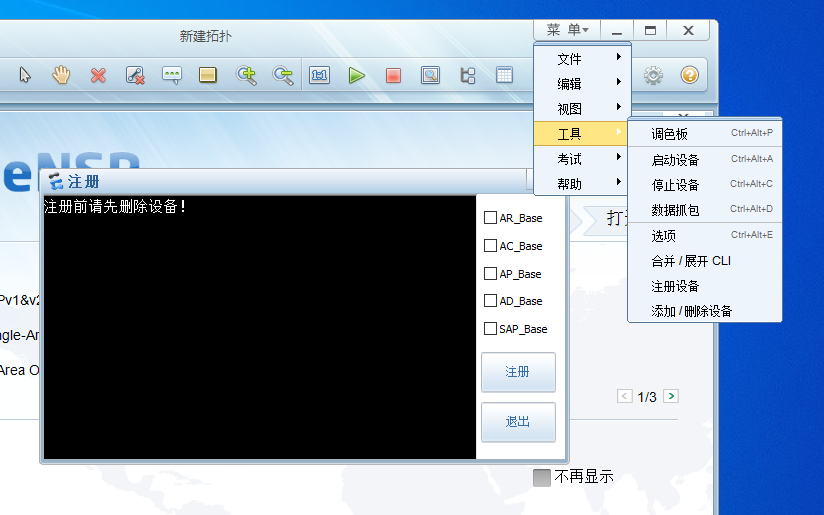 新建拓扑
菜 单
文件
编辑
视图
工具
考试
帮助
调色板 Ctrl+Alt+P
启动设备 Ctrl+Alt+A
停止设备 Ctrl+Alt+C
数据抓包 Ctrl+Alt+D
选项 Ctrl+Alt+E
合并 / 展开 CLI
注册设备
添加 / 删除设备
1:1
?
eNSP
注册
注册前请先删除设备!
AR_Base
AC_Base
AP_Base
AD_Base
SAP_Base
注册
退出
打
Pv1&v2
ngle-Ar
Area O
< 1/3 >
不再显示